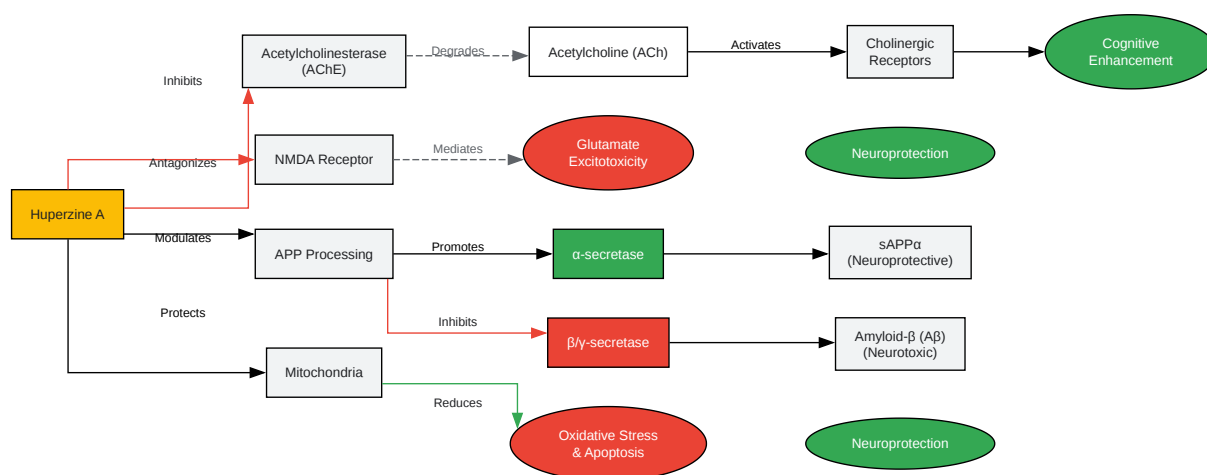 Acetylcholinesterase
(AChE)
Degrades
Acetylcholine (ACh)
Activates
Cholinergic
Receptors
Cognitive
Enhancement
Inhibits
Antagonizes
NMDA Receptor
Mediates
Glutamate
Excitotoxicity
Neuroprotection
Huperzine A
Modulates
APP Processing
Promotes
α-secretase
sAPPα
(Neuroprotective)
Protects
Inhibits
β/γ-secretase
Amyloid-β (Aβ)
(Neurotoxic)
Mitochondria
Reduces
Oxidative Stress
& Apoptosis
Neuroprotection